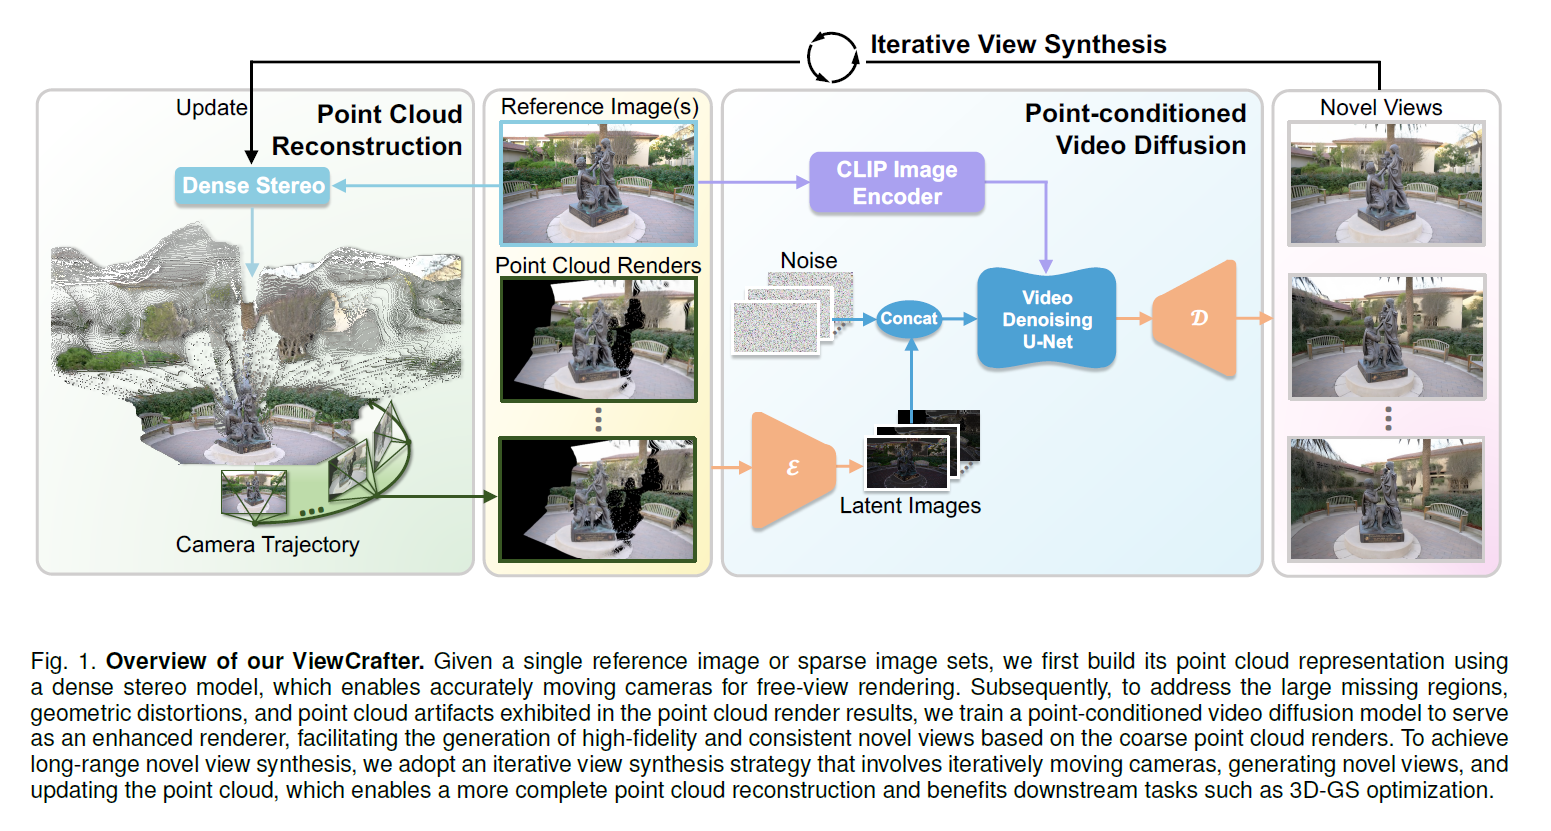 Iterative View Synthesis
Update
Point Cloud
Reconstruction
Dense Stereo
Camera Trajectory
Reference Image(s)
Point Cloud Renders
Point-conditioned
Video Diffusion
CLIP Image
Encoder
Noise
Concat
Video
Denoising
U-Net
𝓓
𝓔
Latent Images
Novel Views
Fig. 1. Overview of our ViewCrafter. Given a single reference image or sparse image sets, we first build its point cloud representation using
a dense stereo model, which enables accurately moving cameras for free-view rendering. Subsequently, to address the large missing regions,
geometric distortions, and point cloud artifacts exhibited in the point cloud render results, we train a point-conditioned video diffusion model to serve
as an enhanced renderer, facilitating the generation of high-fidelity and consistent novel views based on the coarse point cloud renders. To achieve
long-range novel view synthesis, we adopt an iterative view synthesis strategy that involves iteratively moving cameras, generating novel views, and
updating the point cloud, which enables a more complete point cloud reconstruction and benefits downstream tasks such as 3D-GS optimization.